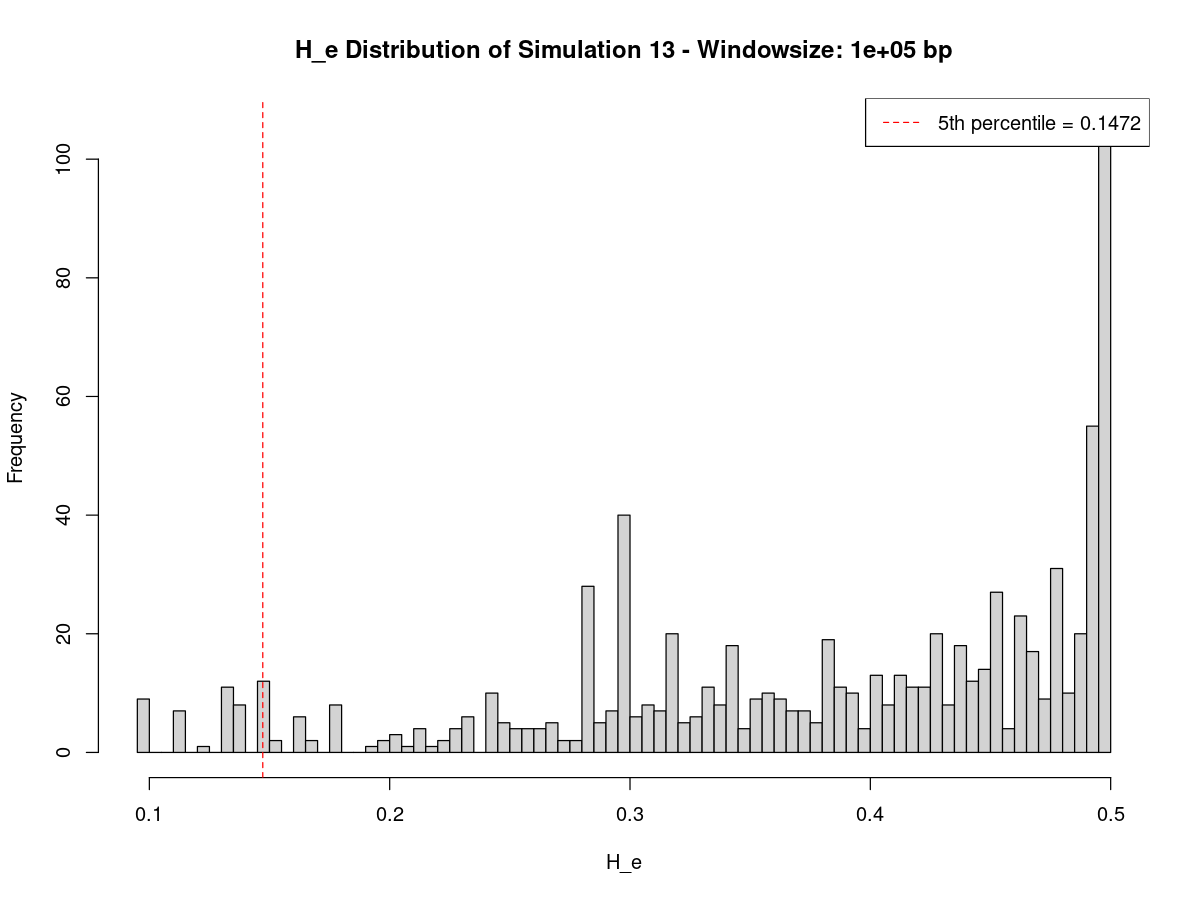 H_e Distribution of Simulation 13 - Windowsize: 1e+05 bp
5th percentile = 0.1472
Frequency
100
80
60
40
20
0
0.1 0.2 0.3 0.4 0.5
H_e